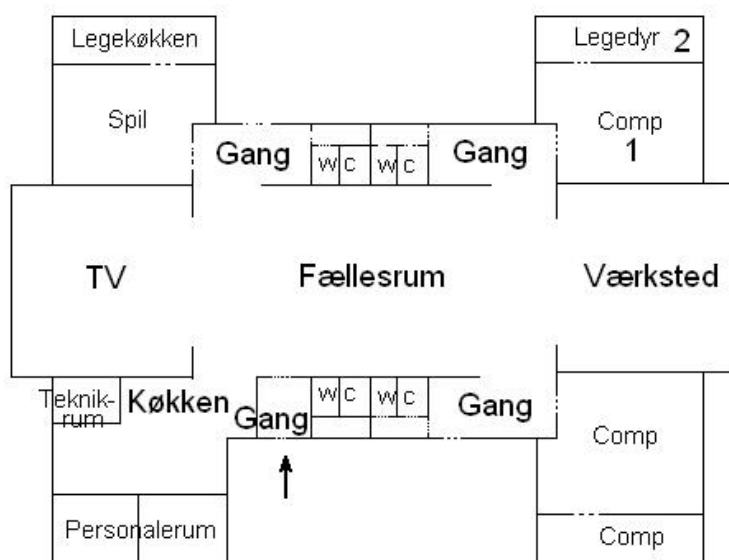 Legekøkken
Legedyr 2
Spil
Comp
1
Gang
W C W C
Gang
TV
Fællesrum
Værksted
Teknik-
rum
Køkken
Gang
W C W C
Gang
Comp
Personalerum
Comp